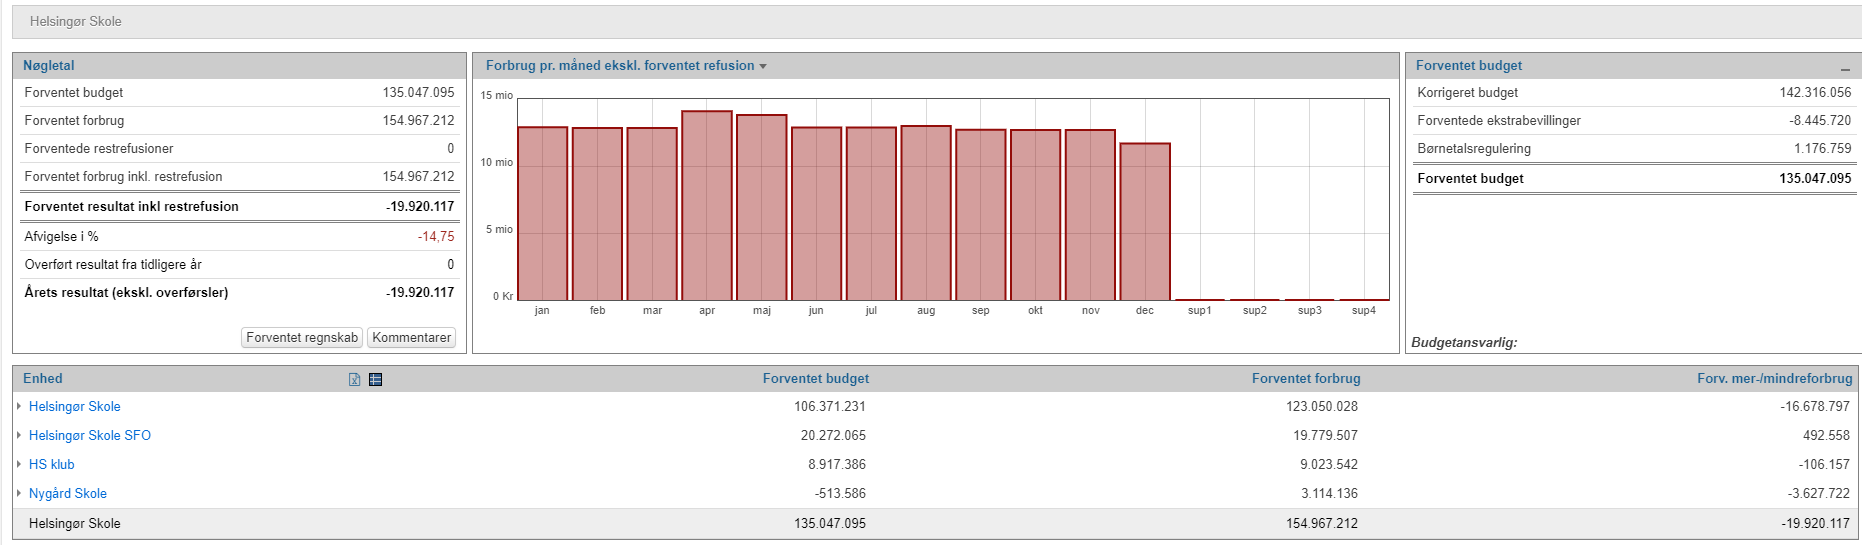 Helsingør Skole
Nøgletal
Forventet budget 135.047.095
Forventet forbrug 154.967.212
Forventede restrefusioner 0
Forventet forbrug inkl. restrefusion 154.967.212
Forventet resultat inkl restrefusion -19.920.117
Afvigelse i % -14,75
Overført resultat fra tidligere år 0
Årets resultat (ekskl. overførsler) -19.920.117
Forventet regnskab Kommentarer
Forbrug pr. måned ekskl. forventet refusion
15 mio
10 mio
5 mio
0 Kr
jan feb mar apr maj jun jul aug sep okt nov dec sup1 sup2 sup3 sup4
Forventet budget
Korrigeret budget 142.316.056
Forventede ekstrabevillinger -8.445.720
Børnetalsregulering 1.176.759
Forventet budget 135.047.095
Budgetansvarlig:
Enhed Forventet budget Forventet forbrug Forv. mer-/mindreforbrug
Helsingør Skole 106.371.231 123.050.028 -16.678.797
Helsingør Skole SFO 20.272.065 19.779.507 492.558
HS klub 8.917.386 9.023.542 -106.157
Nygård Skole -513.586 3.114.136 -3.627.722
Helsingør Skole 135.047.095 154.967.212 -19.920.117